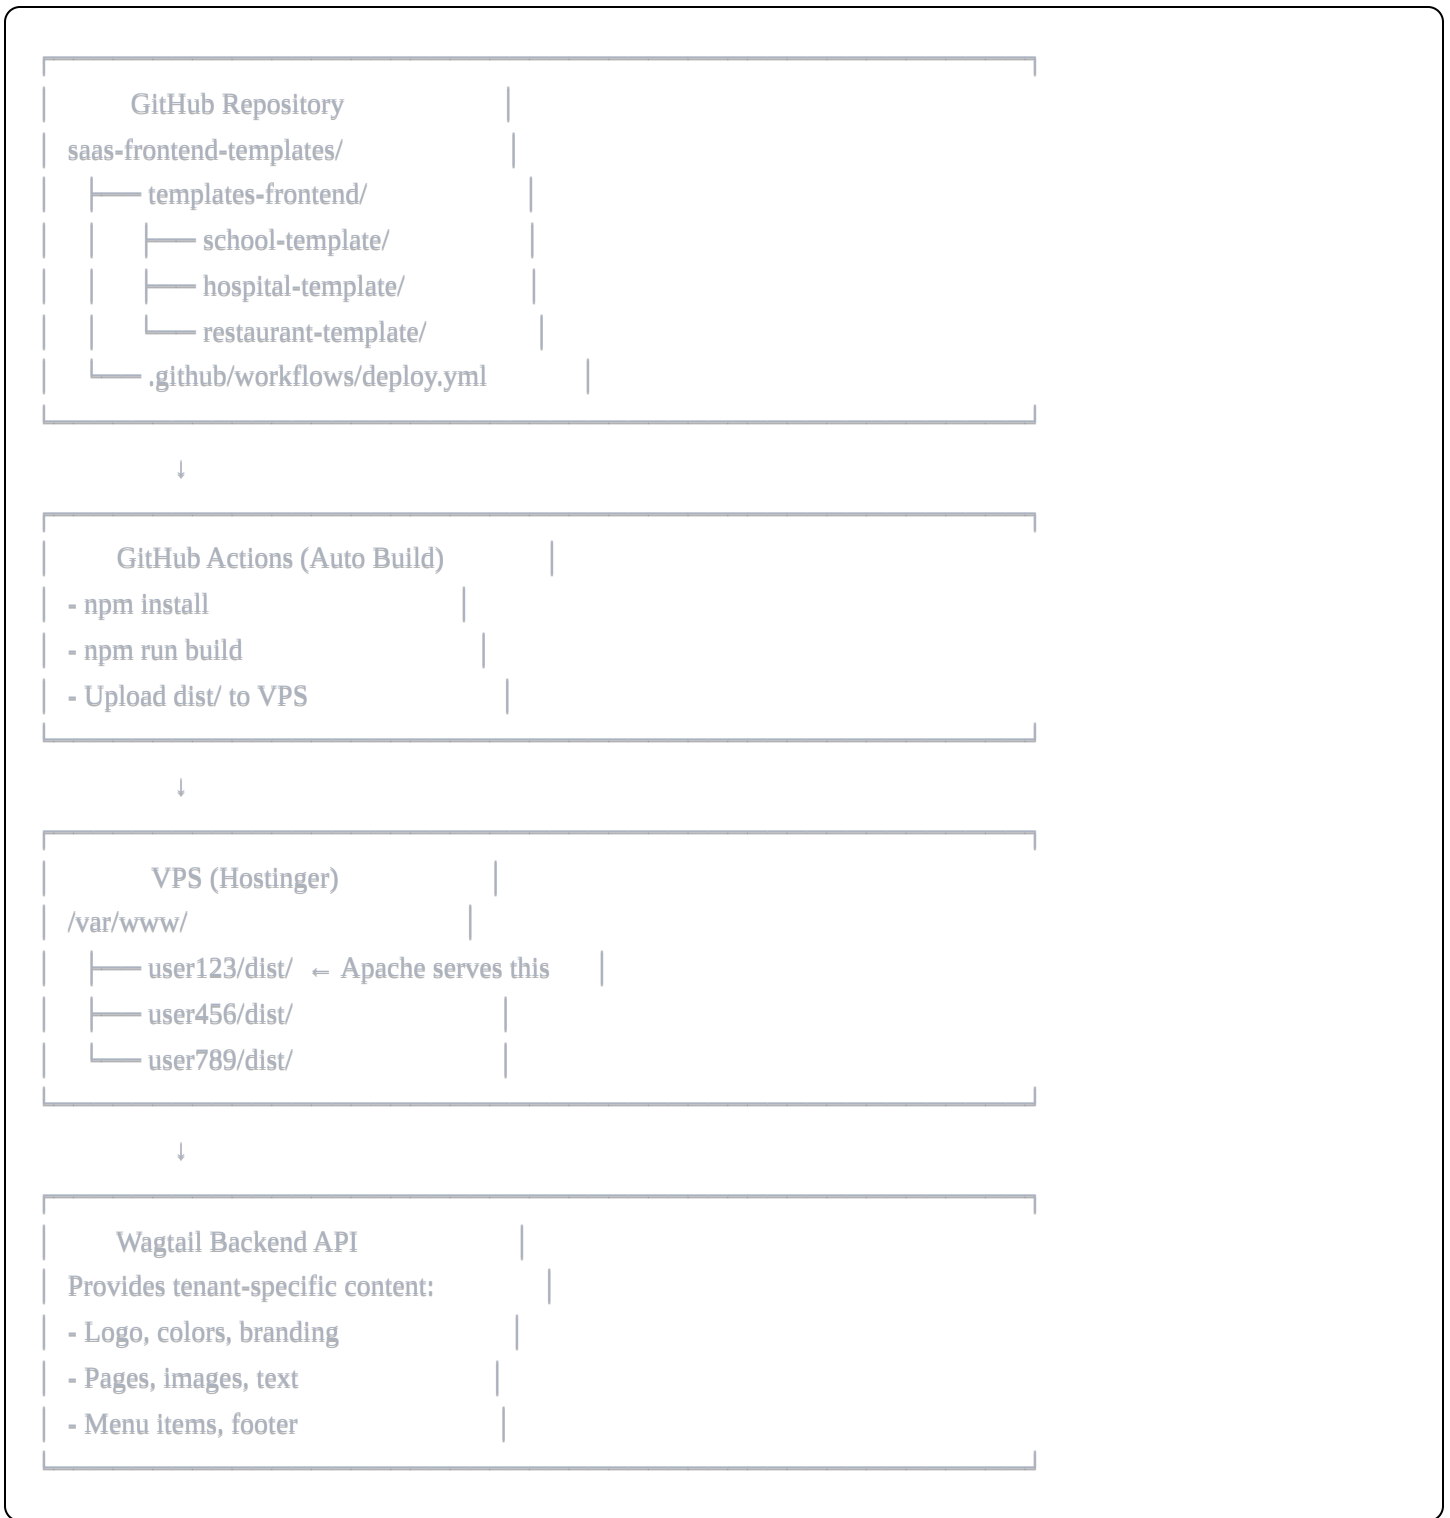 ┌─────────────────────────┐
│ GitHub Repository │
│ saas-frontend-templates/ │
│ ├── templates-frontend/ │
│ │ ├── school-template/ │
│ │ ├── hospital-template/ │
│ │ └── restaurant-template/ │
│ └── .github/workflows/deploy.yml │
└─────────────────────────┘
↓
┌─────────────────────────┐
│ GitHub Actions (Auto Build) │
│ - npm install │
│ - npm run build │
│ - Upload dist/ to VPS │
└─────────────────────────┘
↓
┌─────────────────────────┐
│ VPS (Hostinger) │
│ /var/www/ │
│ ├── user123/dist/ ← Apache serves this │
│ ├── user456/dist/ │
│ └── user789/dist/ │
└─────────────────────────┘
↓
┌─────────────────────────┐
│ Wagtail Backend API │
│ Provides tenant-specific content: │
│ - Logo, colors, branding │
│ - Pages, images, text │
│ - Menu items, footer │
└─────────────────────────┘